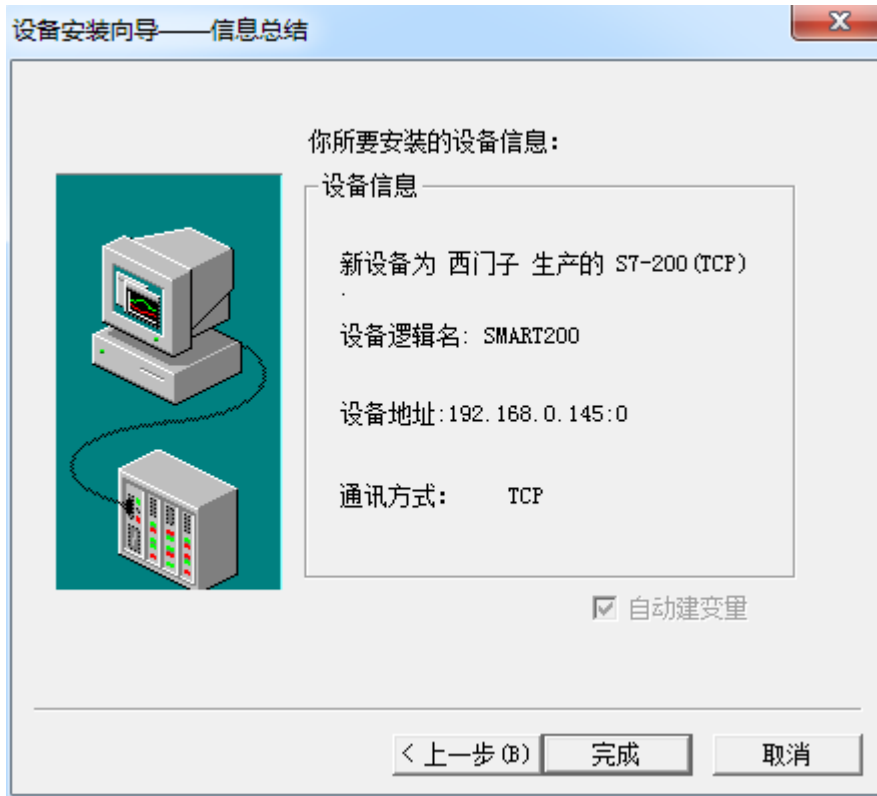 设备安装向导——信息总结
你所要安装的设备信息:
设备信息
新设备为 西门子 生产的 S7-200(TCP)
.
设备逻辑名: SMART200
设备地址:192.168.0.145:0
通讯方式: TCP
自动建变量
< 上一步(B)
完成
取消